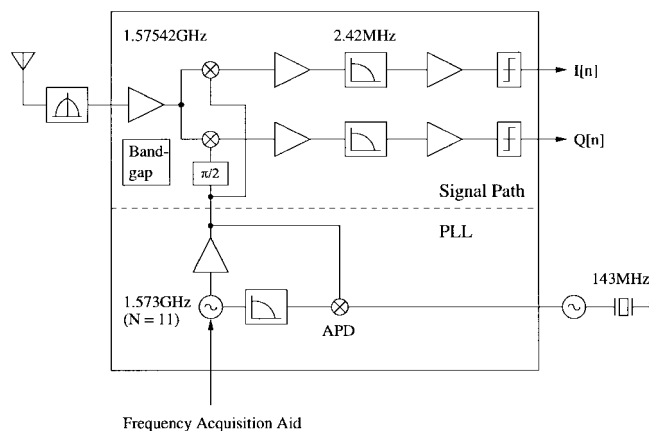 1.57542GHz
2.42MHz
I[n]
Q[n]
Band-
gap
π/2
Signal Path
PLL
143MHz
1.573GHz
(N = 11)
APD
Frequency Acquisition Aid